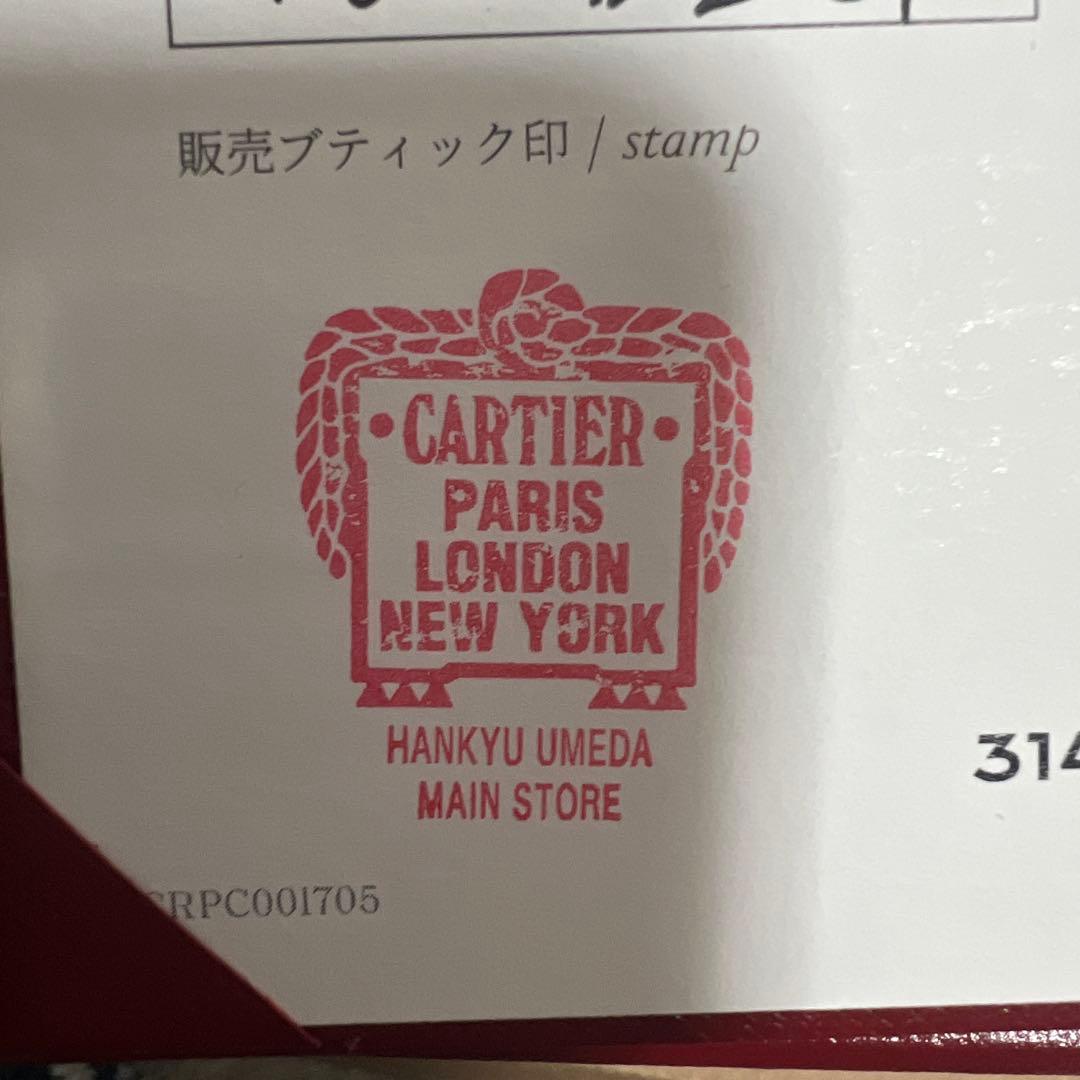 販売ブティック印 / stamp
• CARTIER •
PARIS
LONDON
NEW YORK
HANKYU UMEDA
MAIN STORE
314
RPC001705